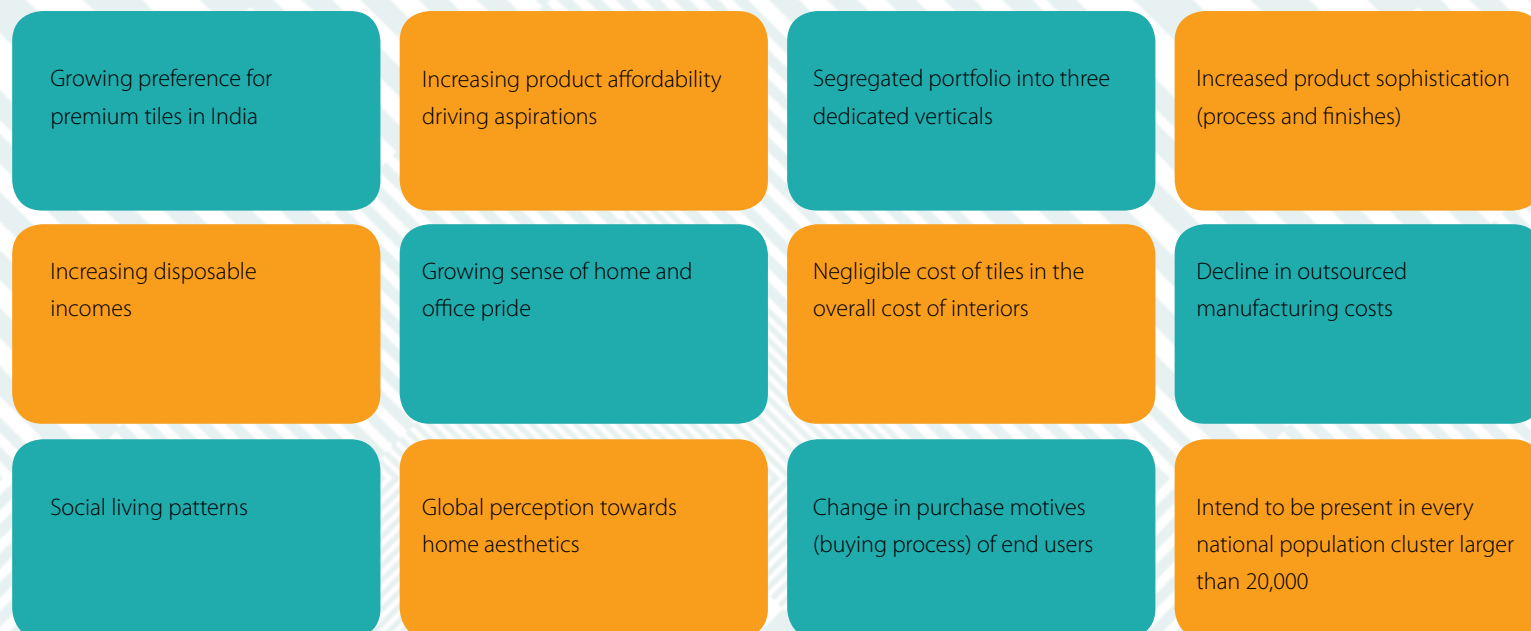 Growing preference for
premium tiles in India
Increasing product affordability
driving aspirations
Segregated portfolio into three
dedicated verticals
Increased product sophistication
(process and finishes)
Increasing disposable
incomes
Growing sense of home and
office pride
Negligible cost of tiles in the
overall cost of interiors
Decline in outsourced
manufacturing costs
Social living patterns
Global perception towards
home aesthetics
Change in purchase motives
(buying process) of end users
Intend to be present in every
national population cluster larger
than 20,000